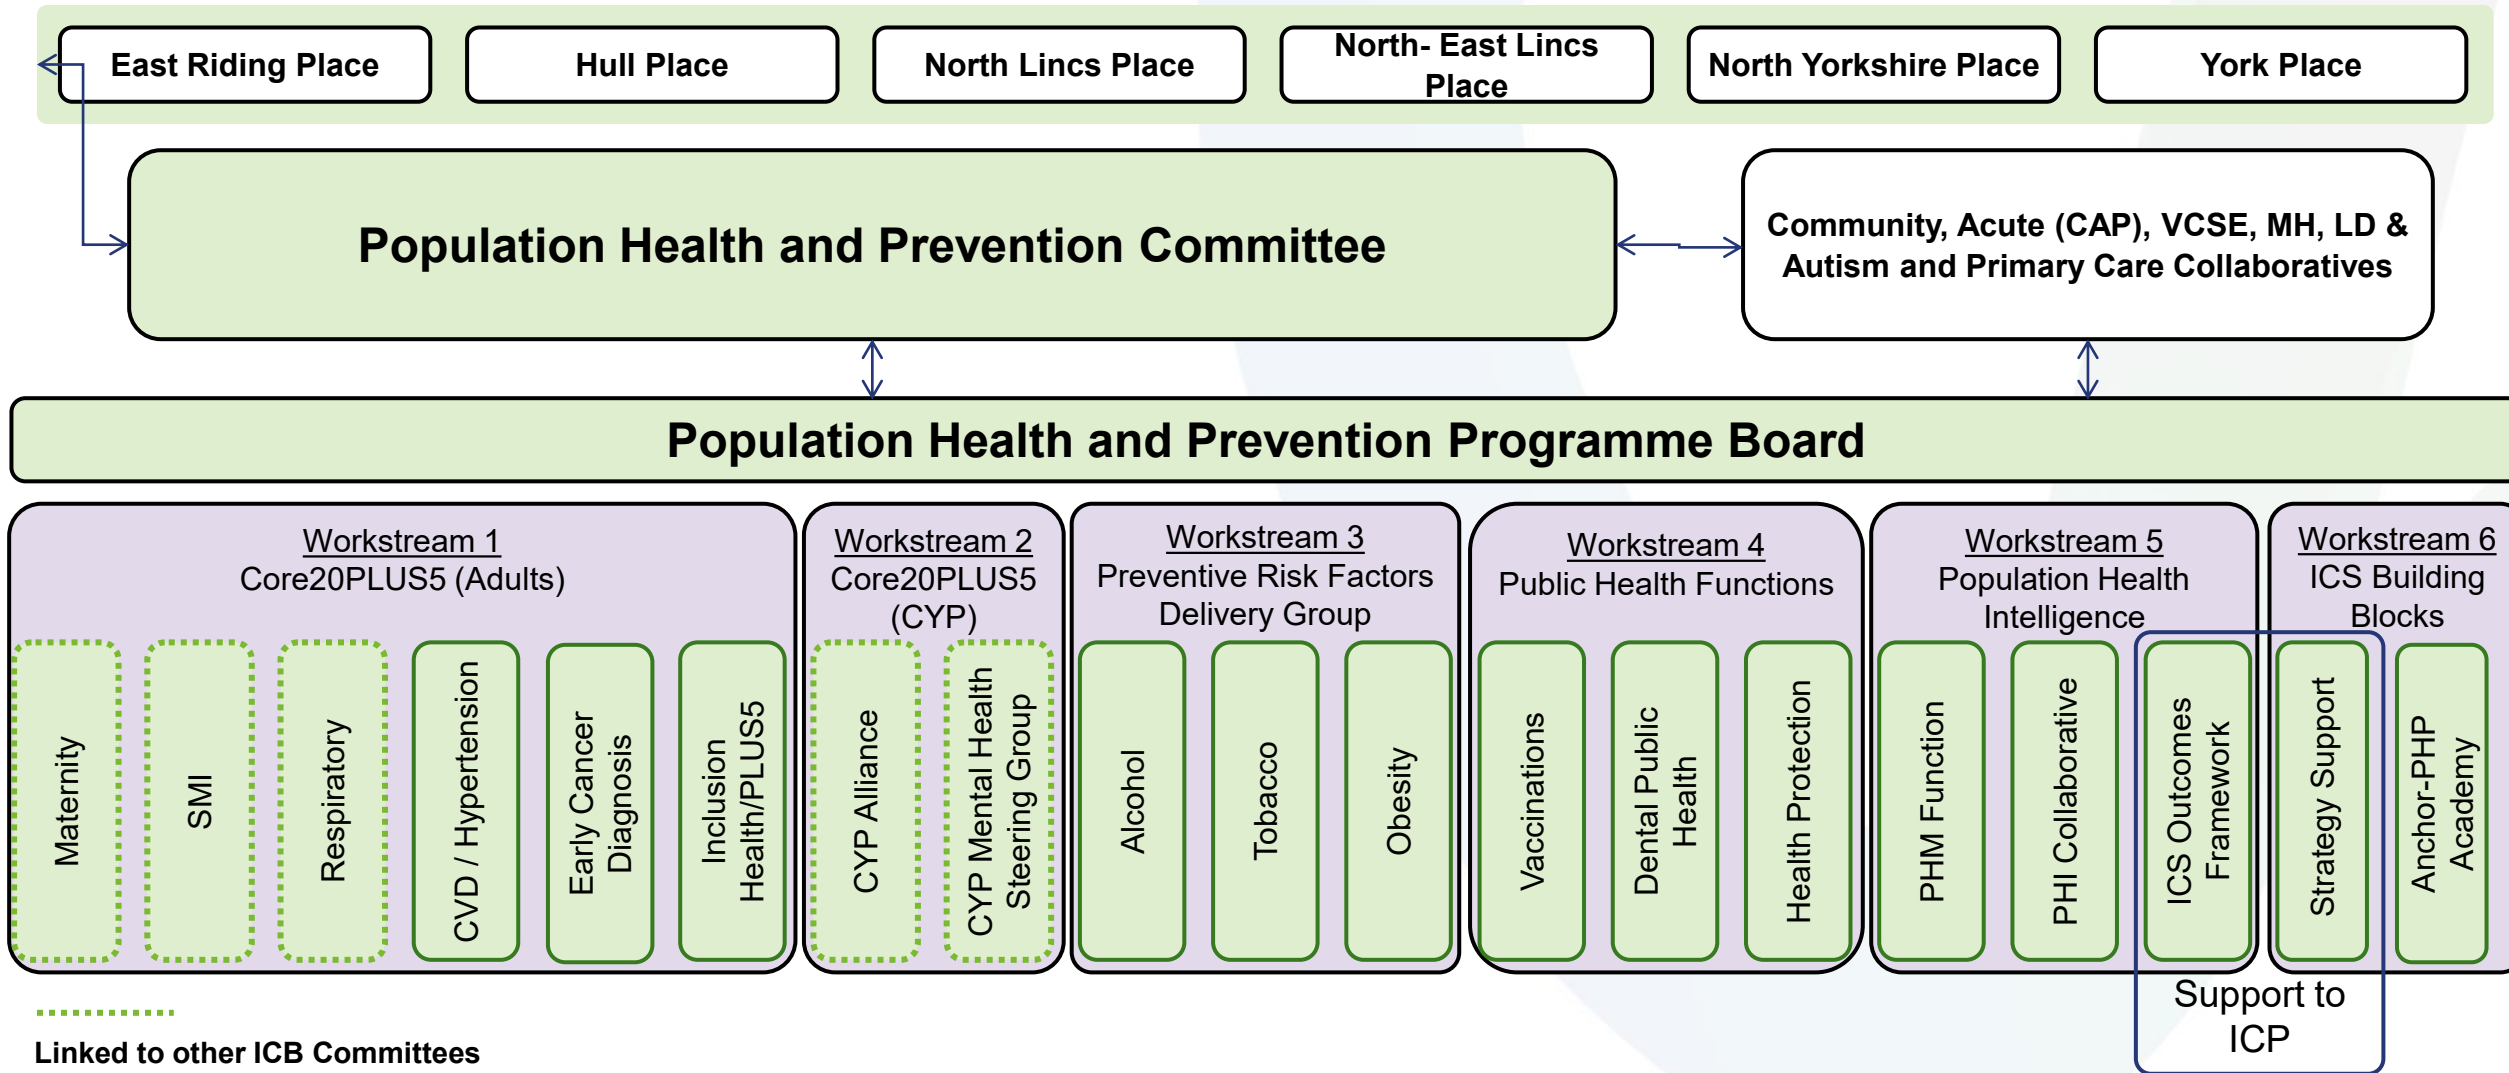 East Riding Place
Hull Place
North Lincs Place
North- East Lincs
Place
North Yorkshire Place
York Place
Population Health and Prevention Committee
Community, Acute (CAP), VCSE, MH, LD &
Autism and Primary Care Collaboratives
Population Health and Prevention Programme Board
Workstream 1
Core20PLUS5 (Adults)
Maternity
SMI
Respiratory
CVD / Hypertension
Early Cancer
Diagnosis
Inclusion
Health/PLUS5
Workstream 2
Core20PLUS5
(CYP)
CYP Alliance
CYP Mental Health
Steering Group
Workstream 3
Preventive Risk Factors
Delivery Group
Alcohol
Tobacco
Obesity
Workstream 4
Public Health Functions
Vaccinations
Dental Public
Health
Health Protection
Workstream 5
Population Health
Intelligence
PHM Function
PHI Collaborative
ICS Outcomes
Framework
Workstream 6
ICS Building
Blocks
Strategy Support
Anchor-PHP
Academy
Support to
ICP
Linked to other ICB Committees